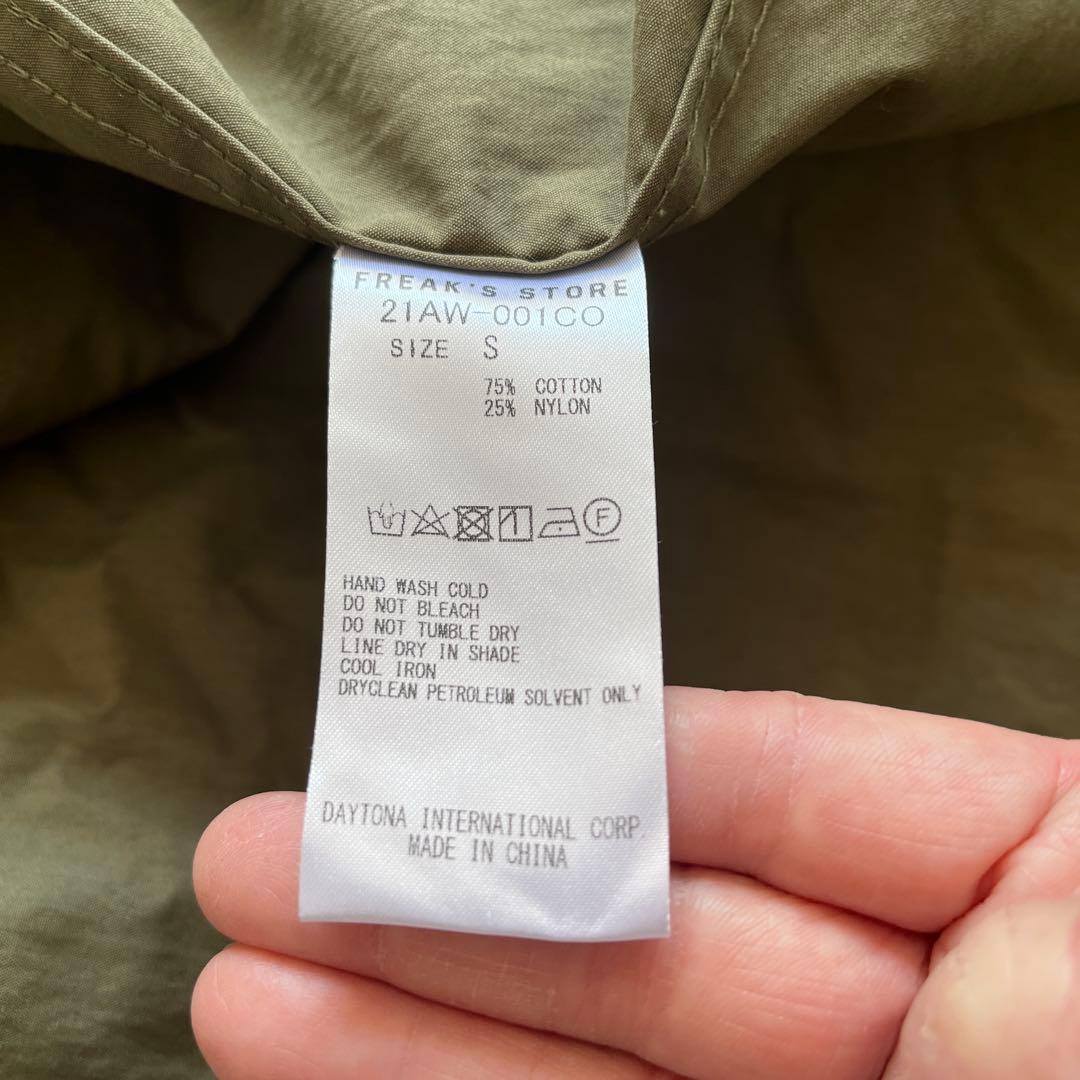 FREAK'S STORE
21AW-001CO
SIZE S
75% COTTON
25% NYLON
F
HAND WASH COLD
DO NOT BLEACH
DO NOT TUMBLE DRY
LINE DRY IN SHADE
COOL IRON
DRYCLEAN PETROLEUM SOLVENT ONLY
DAYTONA INTERNATIONAL CORP.
MADE IN CHINA